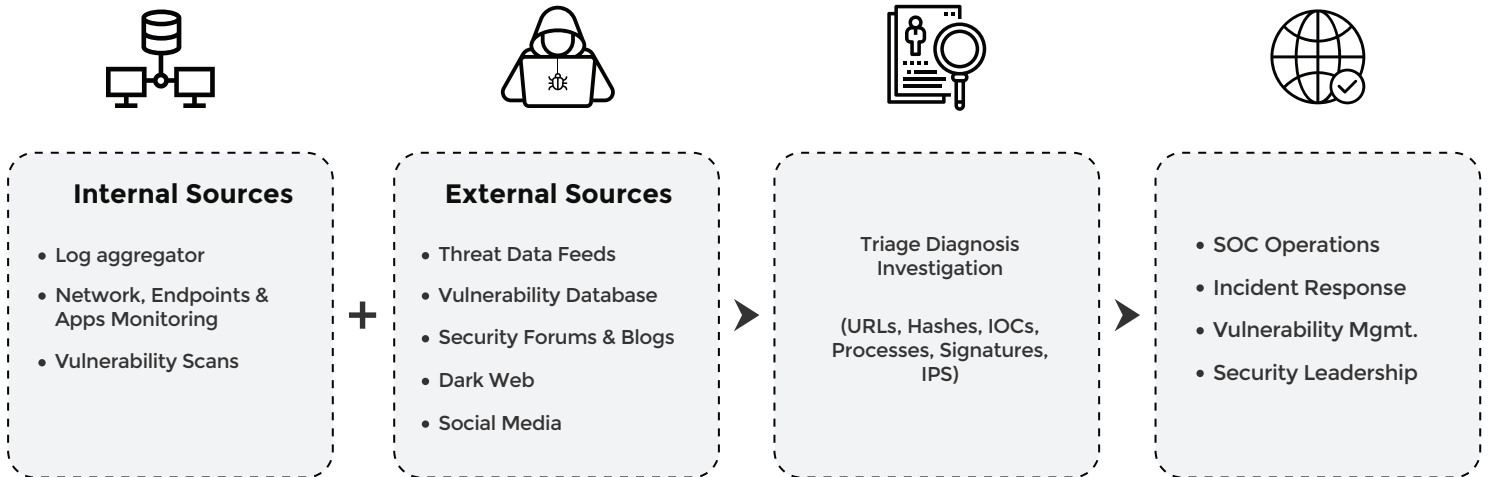 Internal Sources
• Log aggregator
• Network, Endpoints &
Apps Monitoring
• Vulnerability Scans
+
External Sources
• Threat Data Feeds
• Vulnerability Database
• Security Forums & Blogs
• Dark Web
• Social Media
Triage Diagnosis
Investigation
(URLs, Hashes, IOCs,
Processes, Signatures,
IPS)
• SOC Operations
• Incident Response
• Vulnerability Mgmt.
• Security Leadership